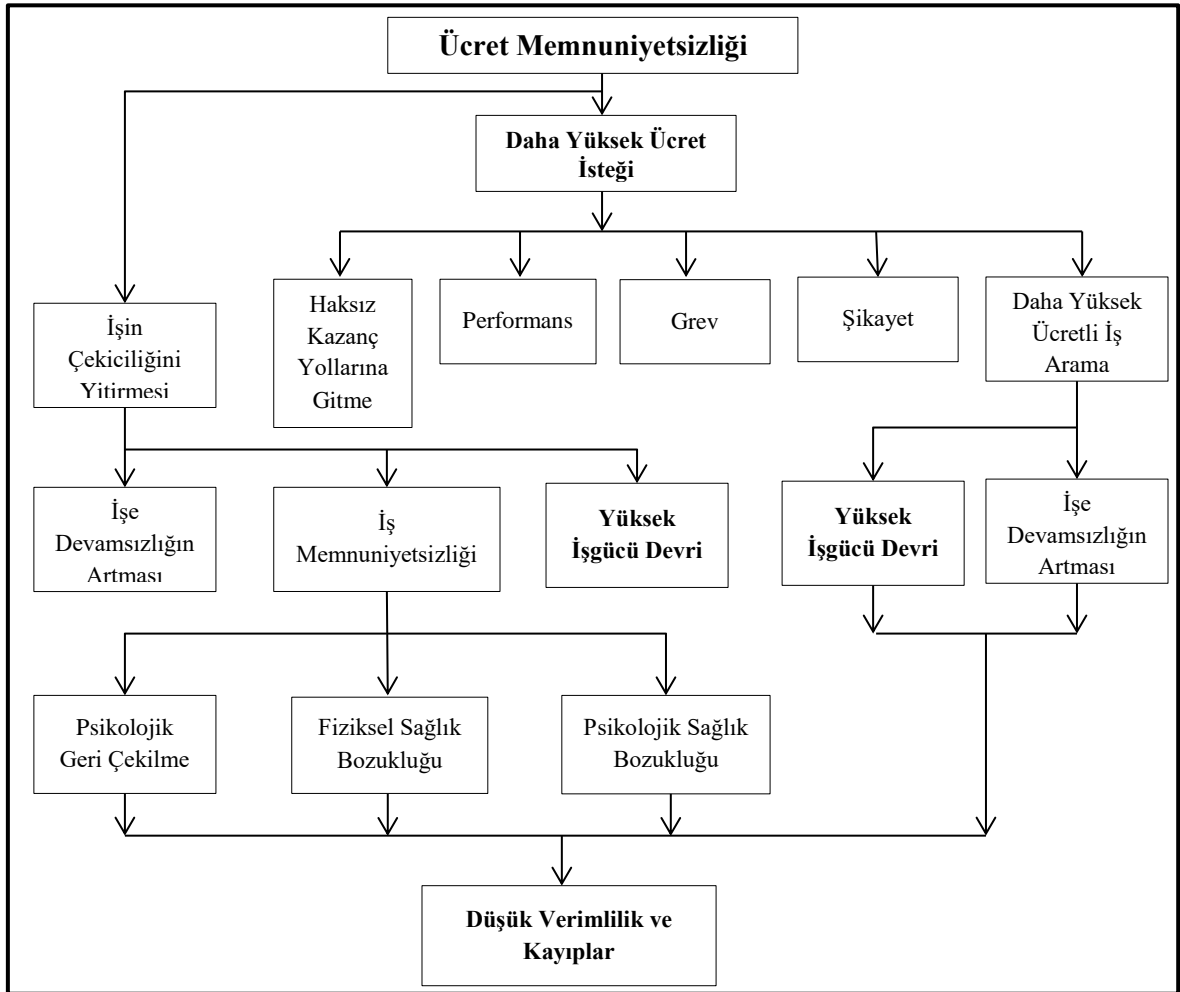 Ücret Memnuniyetsizliği
Daha Yüksek Ücret
İsteği
İşin
Çekiciliğini
Yitirmesi
Haksız
Kazanç
Yollarına
Gitme
Performans
Grev
Şikayet
Daha Yüksek
Ücretli İş
Arama
İşe
Devamsızlığın
Artması
İş
Memnuniyetsizliği
Yüksek
İşgücü Devri
Yüksek
İşgücü Devri
İşe
Devamsızlığın
Artması
Psikolojik
Geri Çekilme
Fiziksel Sağlık
Bozukluğu
Psikolojik Sağlık
Bozukluğu
Düşük Verimlilik ve
Kayıplar